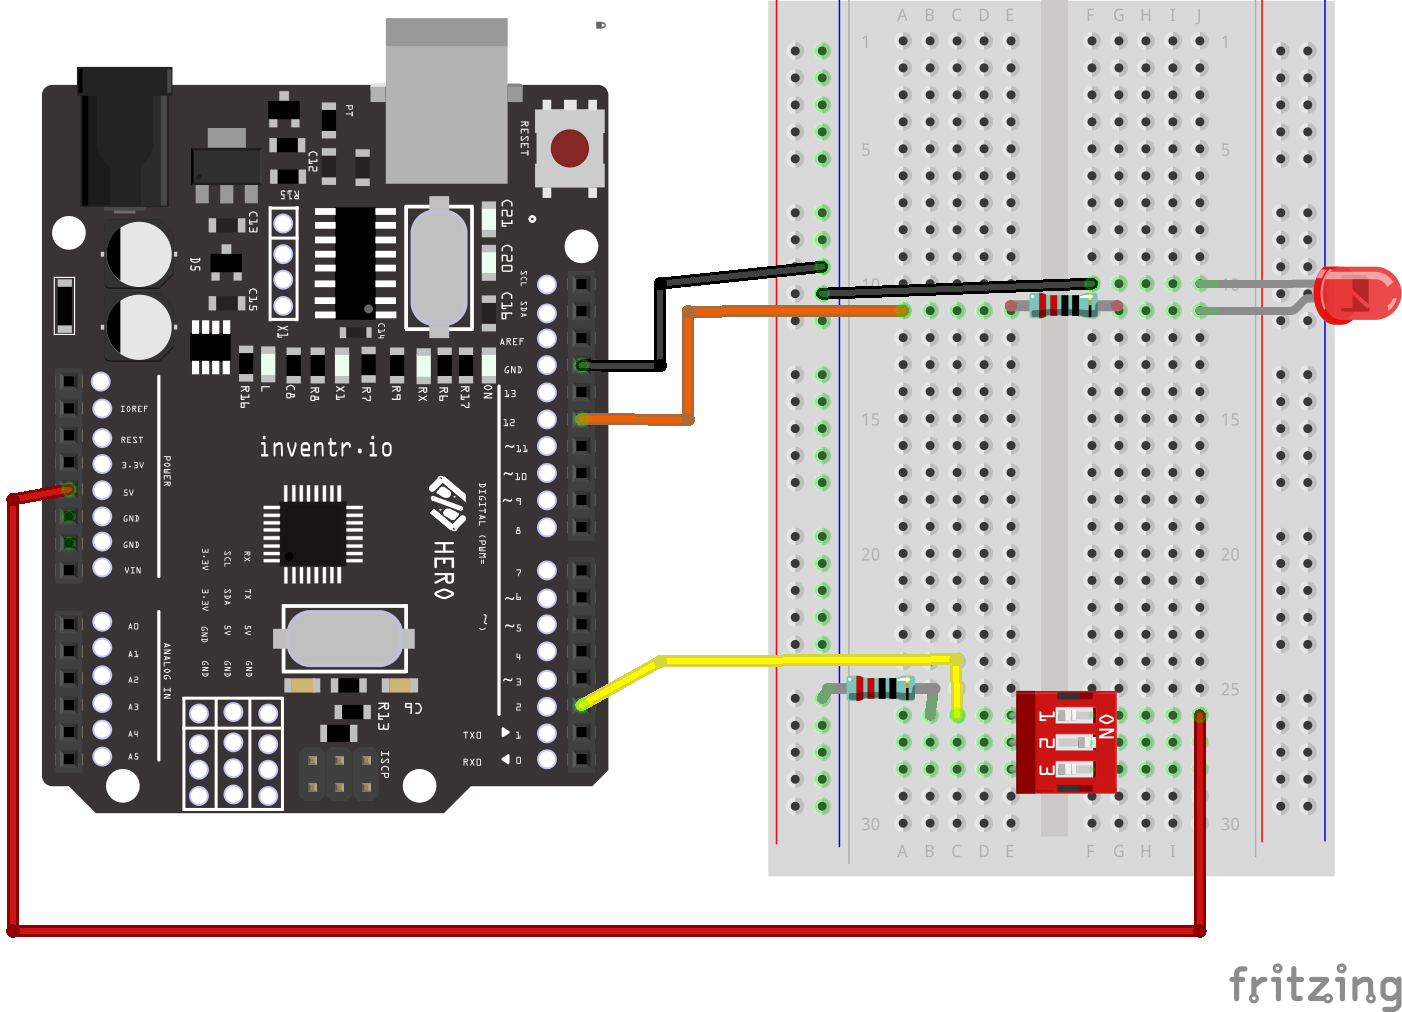 A B C D E F G H I J
1 1
5 5
10 10
15 15
20 20
25 25
30 30
A B C D E F G H I J
PT
RESET
C12
R15
C13
D5
C15
X1
C21
C20
C16
C14
SCL
SDA
AREF
GND
13
12
~11
~10
~9
8
7
~6
~5
4
~3
2
TX0 1
RX0 0
R16 L C8 R8 X1 R7 R9 RX R6 R17 ON
IOREF
REST
3.3V
5V
GND
GND
VIN
POWER
A0
A1
A2
A3
A4
A5
ANALOG IN
inventr.io
HERO
DIGITAL (PWM= ~)
3.3V SCL RX
3.3V SDA TX
GND 5V 5V
GND GND GND
R13
ISCP
ON
1
2
3
fritzing